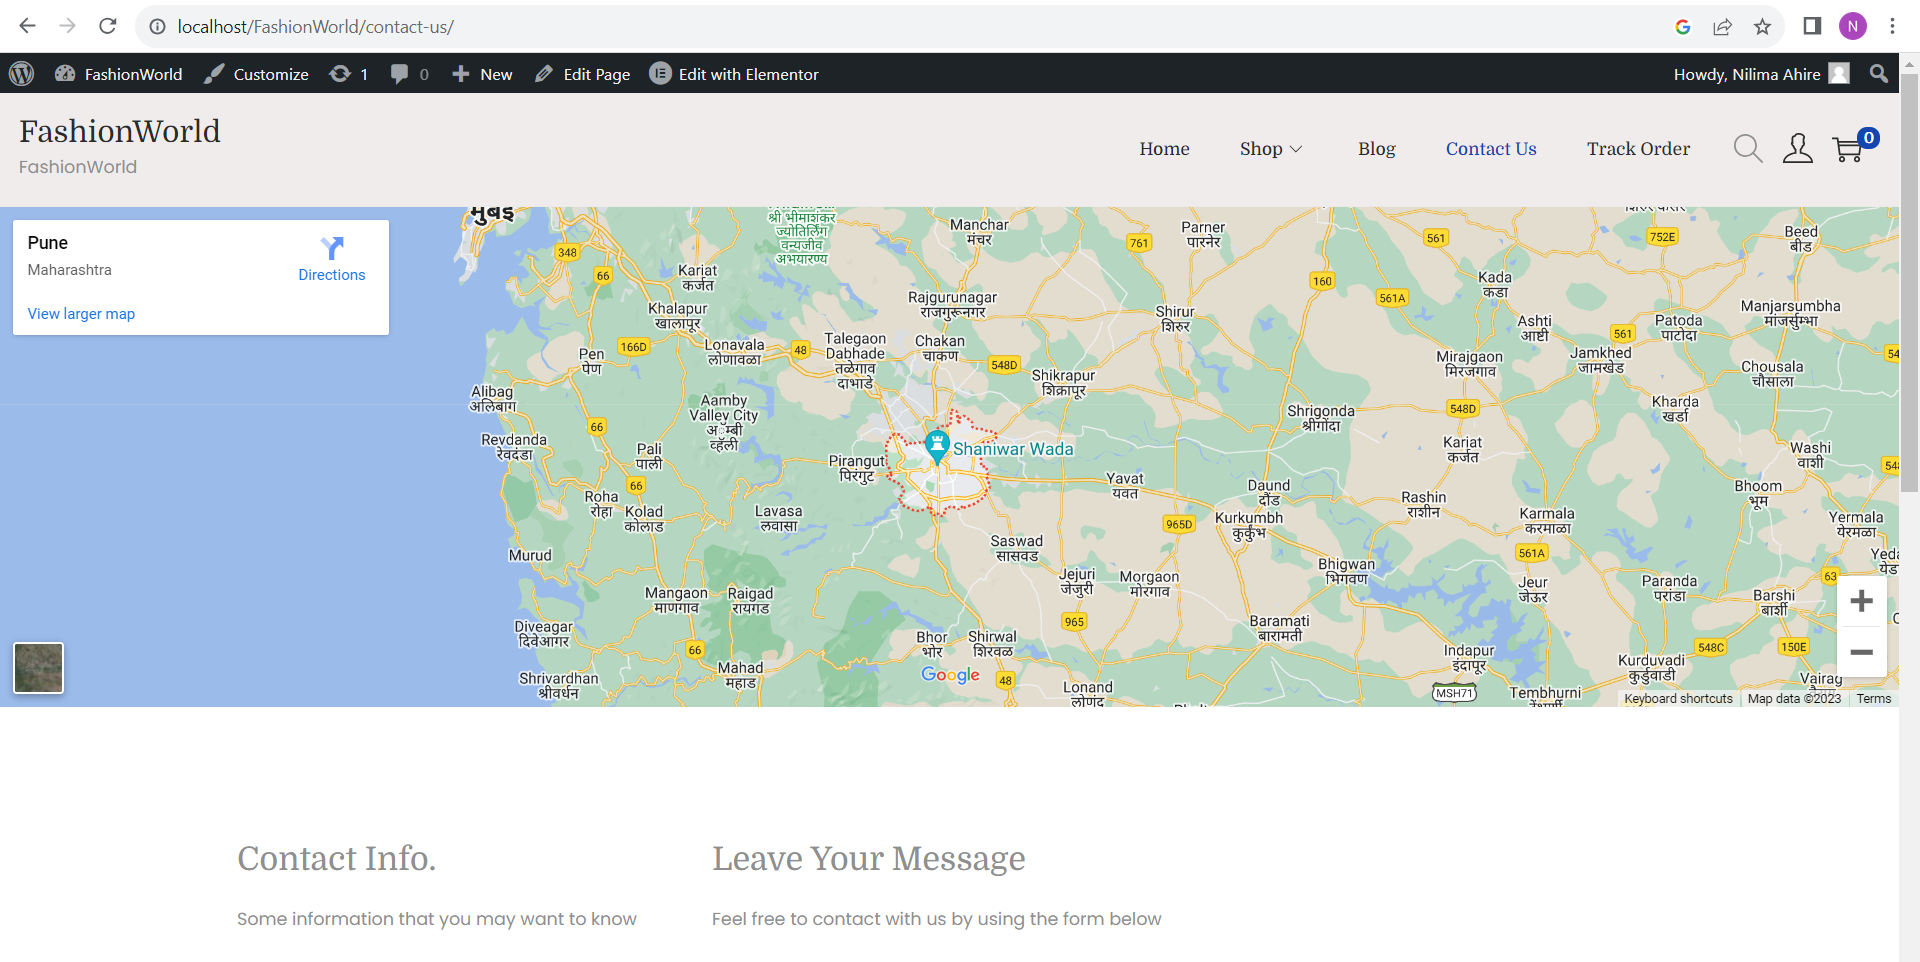 localhost/FashionWorld/contact-us/
N
FashionWorld
Customize
1
0
New
Edit Page
Edit with Elementor
Howdy, Nilima Ahire
FashionWorld
FashionWorld
Home
Shop
Blog
Contact Us
Track Order
0
Pune
Maharashtra
Directions
View larger map
मुंबई
श्री भीमाशंकर
ज्योतिर्लिंग
वन्यजीव
अभयारण्य
Manchar
मंचर
Parner
पारनेर
761
561
752E
Beed
बीड
348
66
Karjat
कर्जत
Khalapur
खालापूर
Rajgurunagar
राजगुरूनगर
160
561A
Kada
कडा
Shirur
शिरुर
Manjarsumbha
मांजर्सुम्भा
Ashti
आष्टी
561
Patoda
पाटोदा
Pen
पेण
166D
Lonavala
लोणावळा
48
Talegaon
Dabhade
तळेगाव
दाभाडे
Chakan
चाकण
548D
Shikrapur
शिक्रापूर
Mirajgaon
मिरजगाव
Jamkhed
जामखेड
54
Chousala
चौसाला
Alibag
अलिबाग
Aamby
Valley City
अॅम्बी
व्हॅली
Shrigonda
श्रीगोंदा
548D
Kharda
खर्डा
66
Revdanda
रेवदंडा
Pali
पाली
Pirangut
पिरंगुट
Shaniwar Wada
Karjat
कर्जत
Washi
वाशी
54
66
Roha
रोहा
Kolad
कोलाड
Lavasa
लवासा
Yavat
यवत
Daund
दौंड
Rashin
राशीन
Bhoom
भूम
965D
Kurkumbh
कुर्कुंभ
Karmala
करमाळा
Yermala
येरमळा
Murud
Saswad
सासवड
561A
Jejuri
जेजुरी
Morgaon
मोरगाव
Bhigwan
भिगवण
Jeur
जेऊर
Paranda
परांडा
63
Mangaon
माणगाव
Raigad
रायगड
Barshi
बार्शी
965
Baramati
बारामती
Diveagar
दिवेआगर
Bhor
भोर
Shirwal
शिरवळ
66
Mahad
महाड
Indapur
इंदापूर
548C
150E
Kurduvadi
कुर्डुवाडी
Shrivardhan
श्रीवर्धन
Google
48
Lonand
लोणंद
MSH71
Tembhurni
Vairag
Keyboard shortcuts
Map data ©2023
Terms
Contact Info.
Leave Your Message
Some information that you may want to know
Feel free to contact with us by using the form below